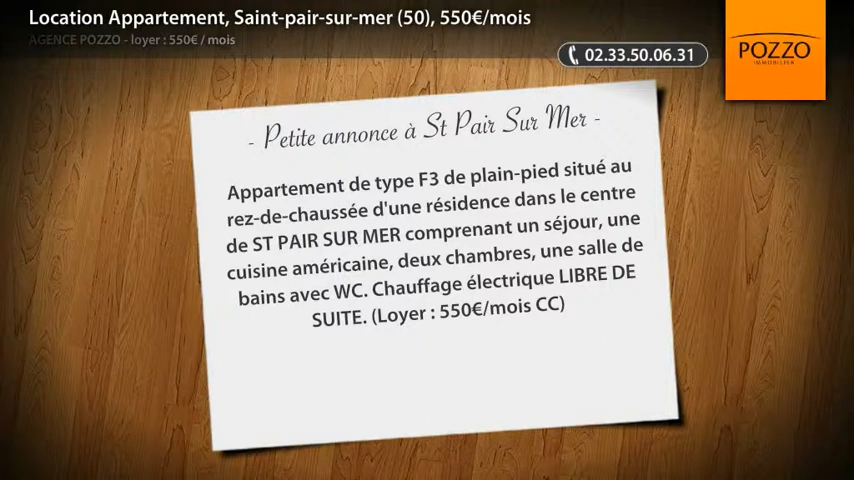 Location Appartement, Saint-pair-sur-mer (50), 550€/mois
AGENCE POZZO - loyer : 550€ / mois
02.33.50.06.31
POZZO
IMMOBILIER
- Petite annonce à St Pair Sur Mer -
Appartement de type F3 de plain-pied situé au
rez-de-chaussée d'une résidence dans le centre
de ST PAIR SUR MER comprenant un séjour, une
cuisine américaine, deux chambres, une salle de
bains avec WC. Chauffage électrique LIBRE DE
SUITE. (Loyer : 550€/mois CC)